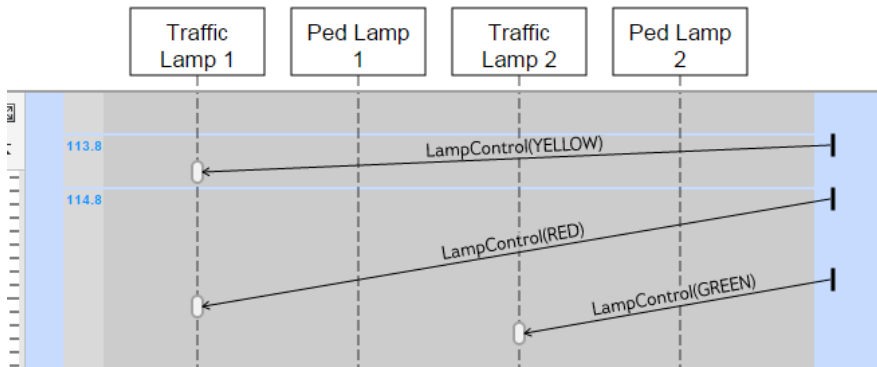 Traffic
Lamp 1
Ped Lamp
1
Traffic
Lamp 2
Ped Lamp
2
113.8
LampControl(YELLOW)
114.8
LampControl(RED)
LampControl(GREEN)